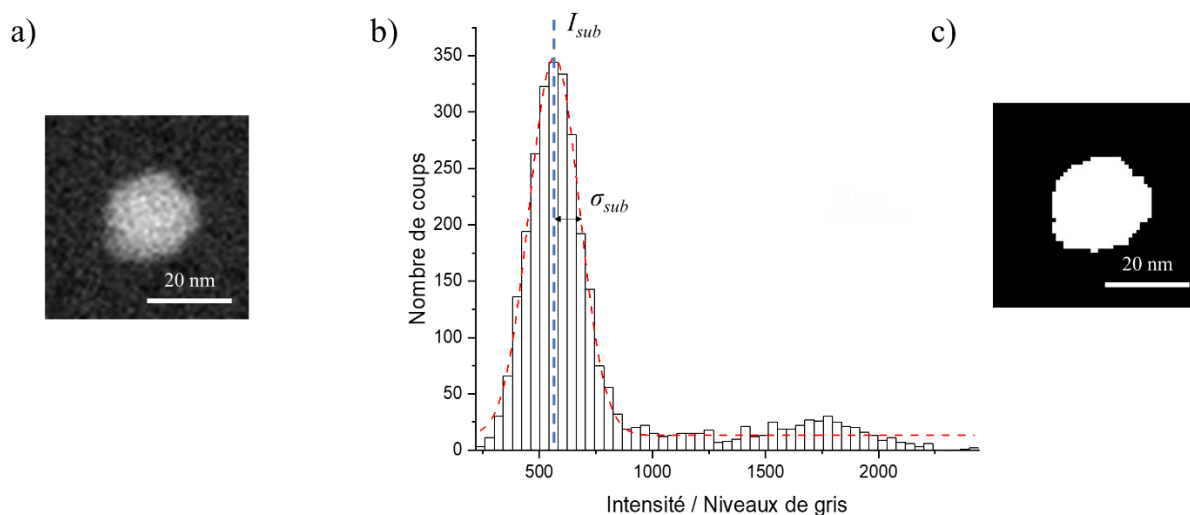 a)
20 nm
b)
I_sub
σ_sub
Nombre de coups
350
300
250
200
150
100
50
0
500
1000
1500
2000
Intensité / Niveaux de gris
c)
20 nm